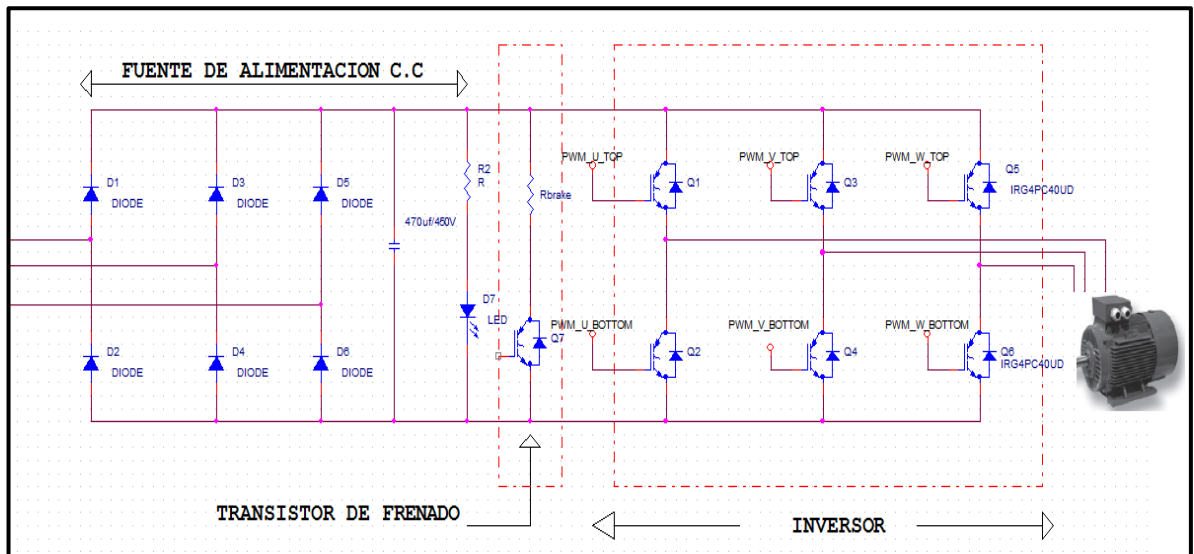 FUENTE DE ALIMENTACION C.C
D1
DIODE
D3
DIODE
D5
DIODE
470uf/450V
R2
R
Rbrake
PWM_U_TOP
Q1
PWM_V_TOP
Q3
PWM_W_TOP
Q5
IRG4PC40UD
D2
DIODE
D4
DIODE
D6
DIODE
D7
LED
Q7
PWM_U_BOTTOM
Q2
PWM_V_BOTTOM
Q4
PWM_W_BOTTOM
Q6
IRG4PC40UD
TRANSISTOR DE FRENADO
INVERSOR